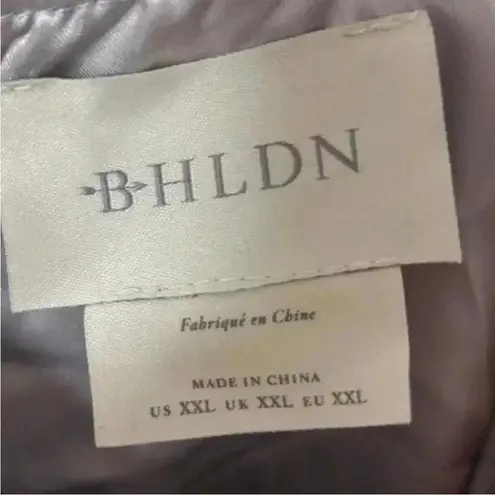 BHLDN
Fabriqué en Chine
MADE IN CHINA
US XXL UK XXL EU XXL